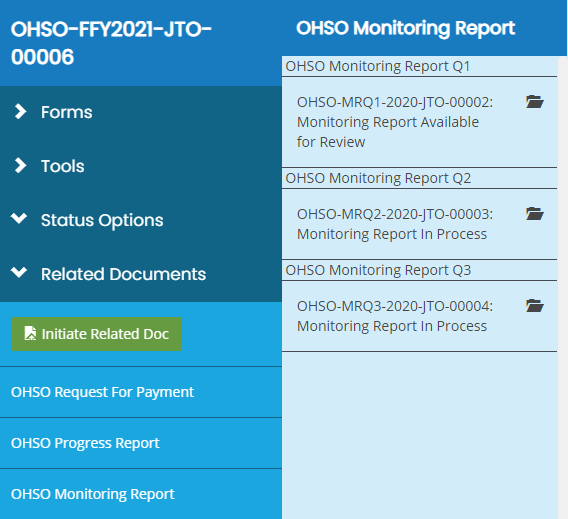 OHSO-FFY2021-JTO-
00006
Forms
Tools
Status Options
Related Documents
Initiate Related Doc
OHSO Request For Payment
OHSO Progress Report
OHSO Monitoring Report
OHSO Monitoring Report
OHSO Monitoring Report Q1
OHSO-MRQ1-2020-JTO-00002:
Monitoring Report Available
for Review
OHSO Monitoring Report Q2
OHSO-MRQ2-2020-JTO-00003:
Monitoring Report In Process
OHSO Monitoring Report Q3
OHSO-MRQ3-2020-JTO-00004:
Monitoring Report In Process